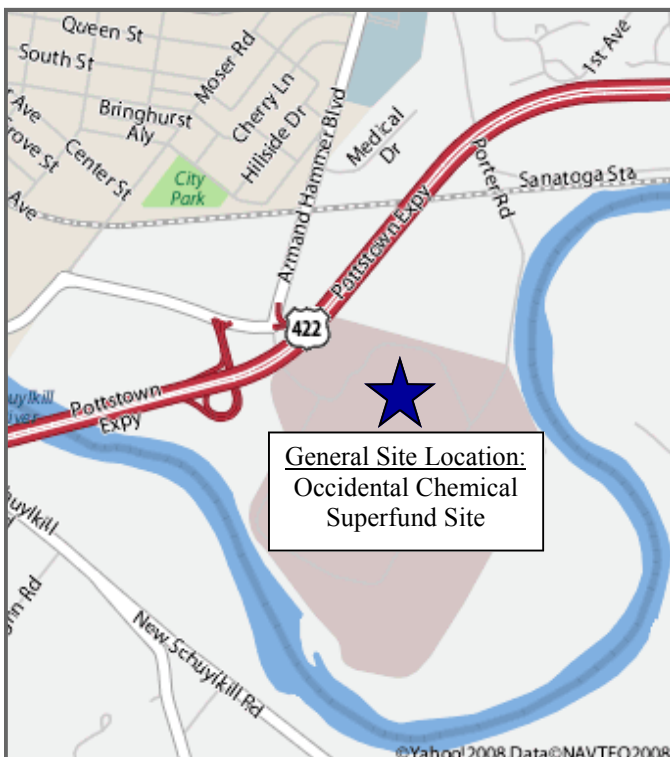 Queen St
South St
Moser Rd
1st Ave
Bringhurst
Aly
Cherry Ln
Hillside Dr
Armand Hammer Blvd
Medical
Dr
Ave
Grove St
Center St
City
Park
Porter Rd
Sanatoga Sta
Ave
Pottstown Expy
422
Pottstown
Expy
General Site Location:
Occidental Chemical
Superfund Site
New Schuylkill Rd
©Yahoo! 2008 Data©NAVTEQ2008